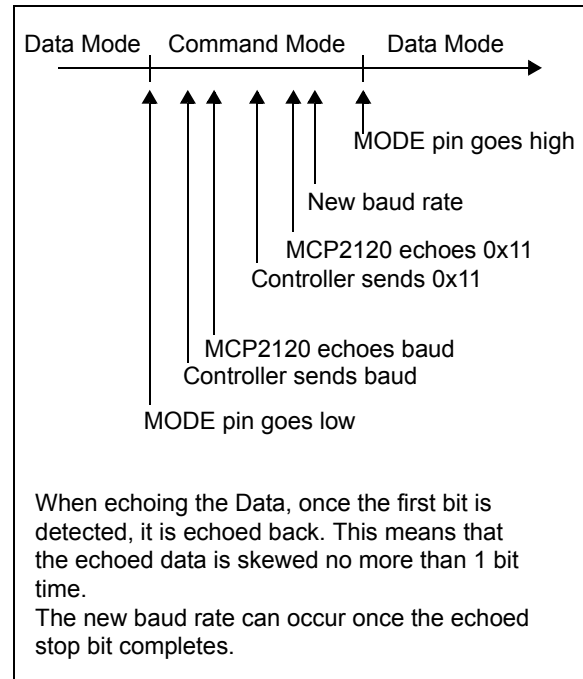 Data Mode Command Mode Data Mode
MODE pin goes high
New baud rate
MCP2120 echoes 0x11
Controller sends 0x11
MCP2120 echoes baud
Controller sends baud
MODE pin goes low
When echoing the Data, once the first bit is
detected, it is echoed back. This means that
the echoed data is skewed no more than 1 bit
time.
The new baud rate can occur once the echoed
stop bit completes.